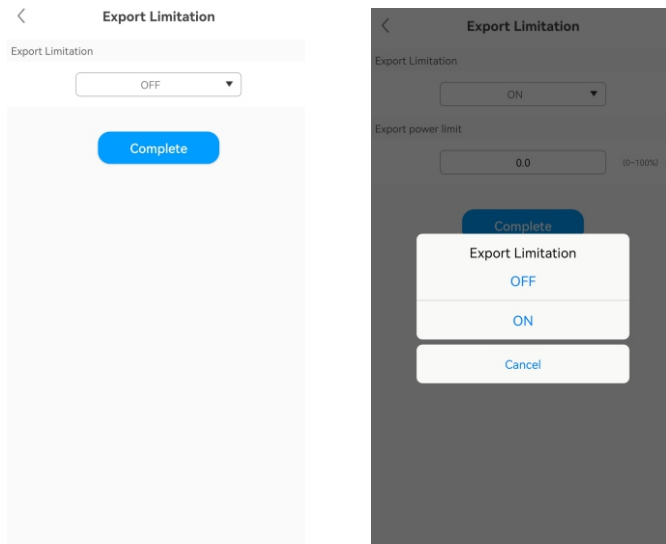 Export Limitation
Export Limitation
OFF
Complete
Export Limitation
Export Limitation
ON
Export power limit
0.0
(0~100%)
Complete
Export Limitation
OFF
ON
Cancel